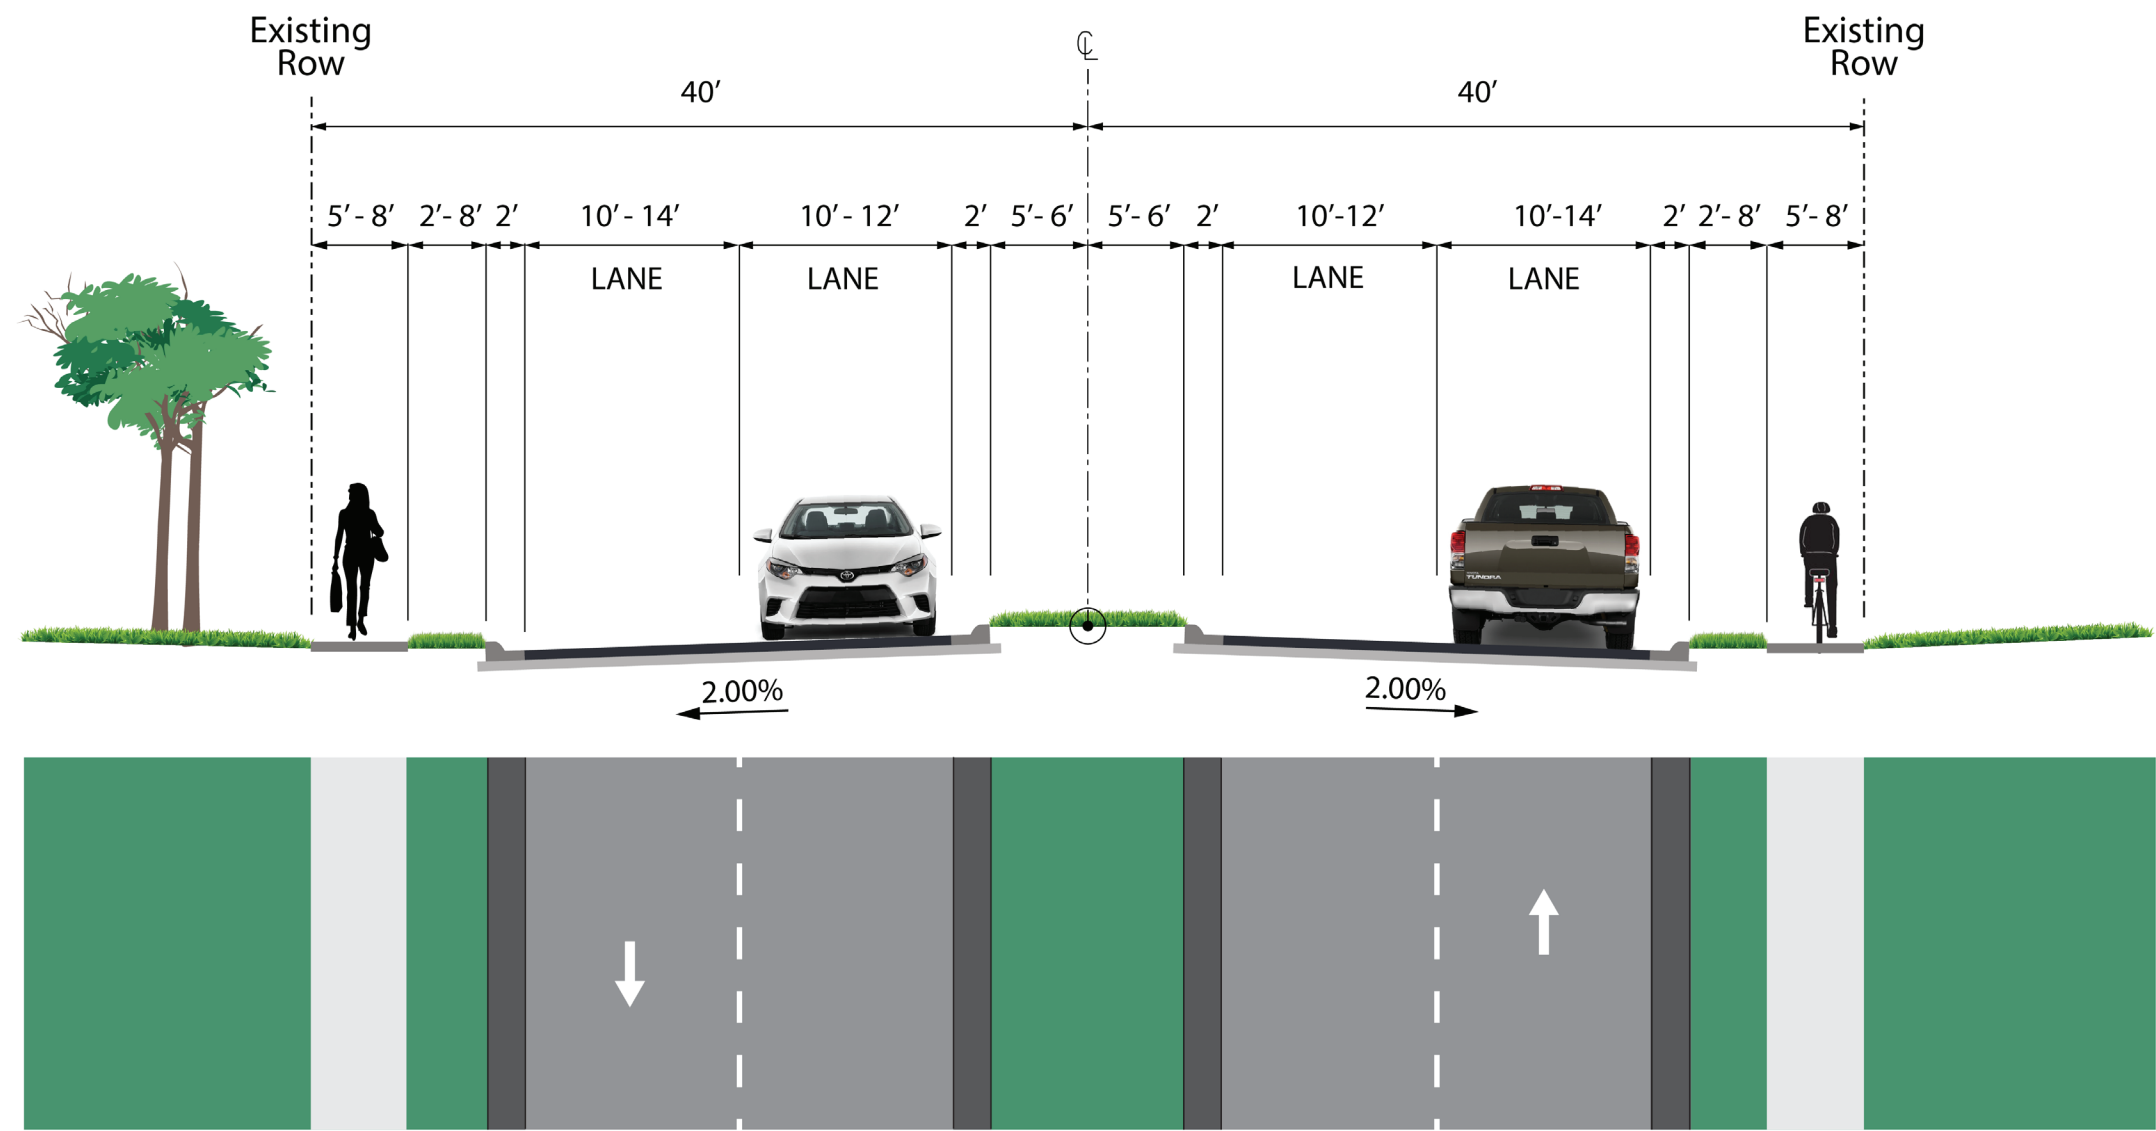 Existing
Row
℄
Existing
Row
40’
40’
5’ - 8’ 2’- 8’ 2’ 10’ - 14’ 10’ - 12’ 2’ 5’- 6’ 5’- 6’ 2’ 10’-12’ 10’-14’ 2’ 2’- 8’ 5’- 8’
LANE LANE LANE LANE
TUNDRA
2.00% 2.00%